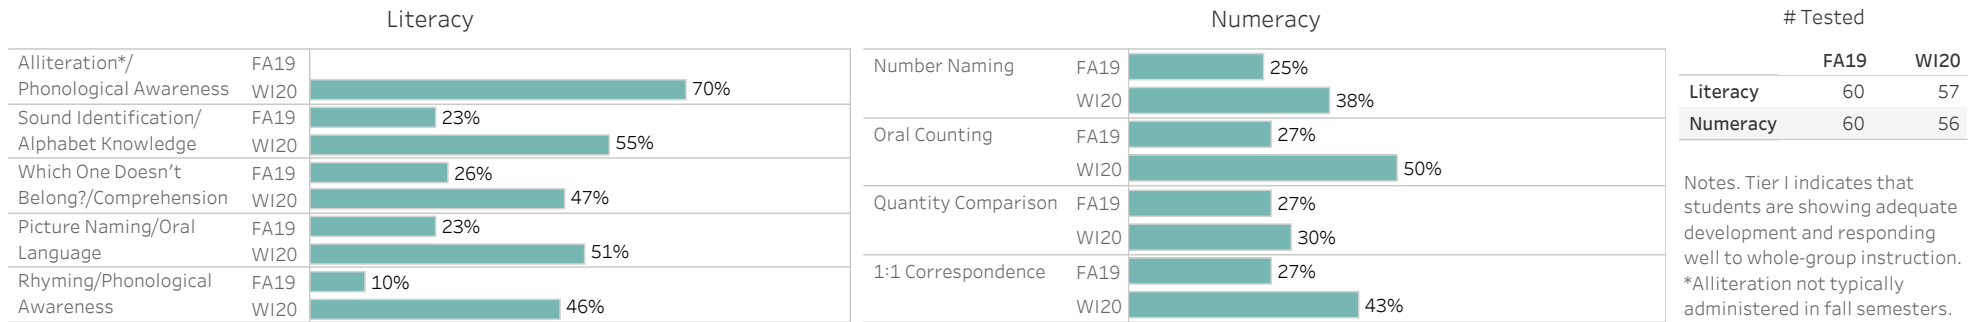 Literacy
Alliteration*/ FA19
Phonological Awareness WI20 70%
Sound Identification/ FA19 23%
Alphabet Knowledge WI20 55%
Which One Doesn't FA19 26%
Belong?/Comprehension WI20 47%
Picture Naming/Oral FA19 23%
Language WI20 51%
Rhyming/Phonological FA19 10%
Awareness WI20 46%
Numeracy
Number Naming FA19 25%
WI20 38%
Oral Counting FA19 27%
WI20 50%
Quantity Comparison FA19 27%
WI20 30%
1:1 Correspondence FA19 27%
WI20 43%
# Tested
FA19 WI20
Literacy 60 57
Numeracy 60 56
Notes. Tier I indicates that
students are showing adequate
development and responding
well to whole-group instruction.
*Alliteration not typically
administered in fall semesters.